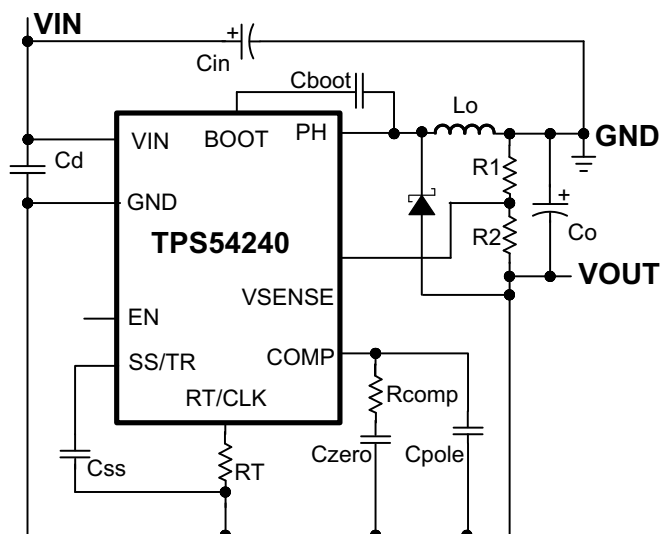 VIN
+
Cin
Cboot
Lo
VIN
BOOT
PH
GND
Cd
R1
GND
+
TPS54240
R2
Co
VOUT
VSENSE
EN
SS/TR
COMP
RT/CLK
Rcomp
Css
RT
Czero
Cpole